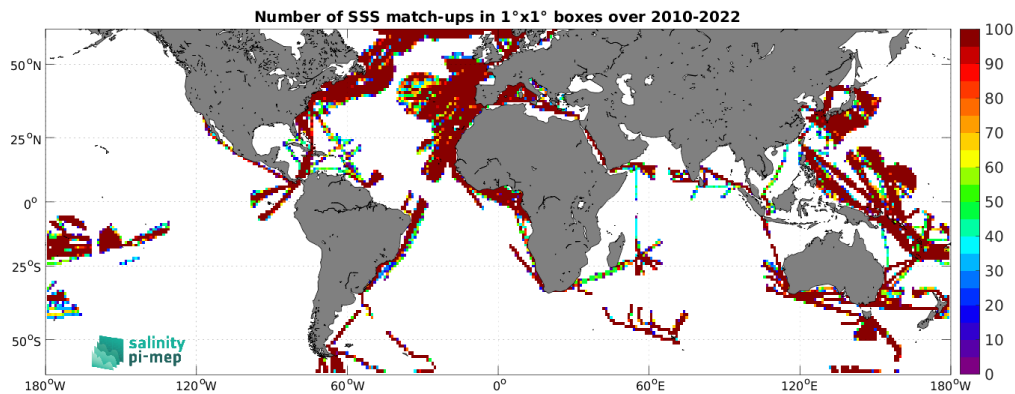 Number of SSS match-ups in 1°x1° boxes over 2010-2022
50°N
25°N
0°
25°S
50°S
180°W 120°W 60°W 0° 60°E 120°E 180°W
100
90
80
70
60
50
40
30
20
10
0
salinity
pi-mep